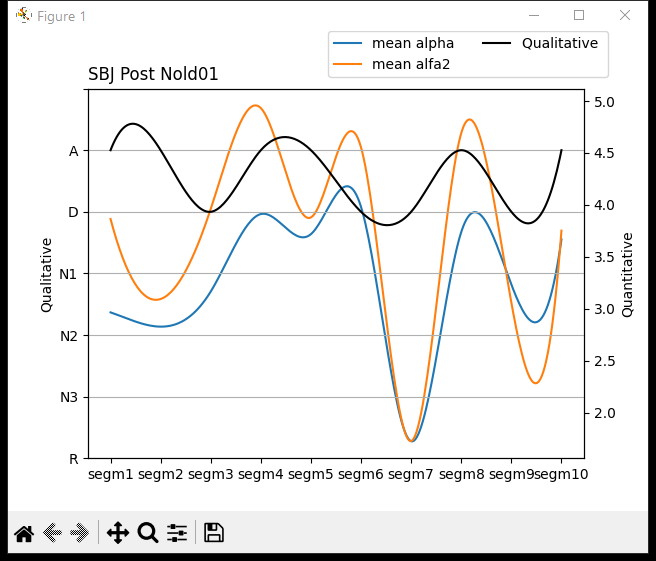 Figure 1
mean alpha
Qualitative
mean alfa2
SBJ Post Nold01
5.0
A
4.5
D
4.0
Qualitative
N1
3.5
Quantitative
3.0
N2
2.5
N3
2.0
R
segm1 segm2 segm3 segm4 segm5 segm6 segm7 segm8 segm9 segm10